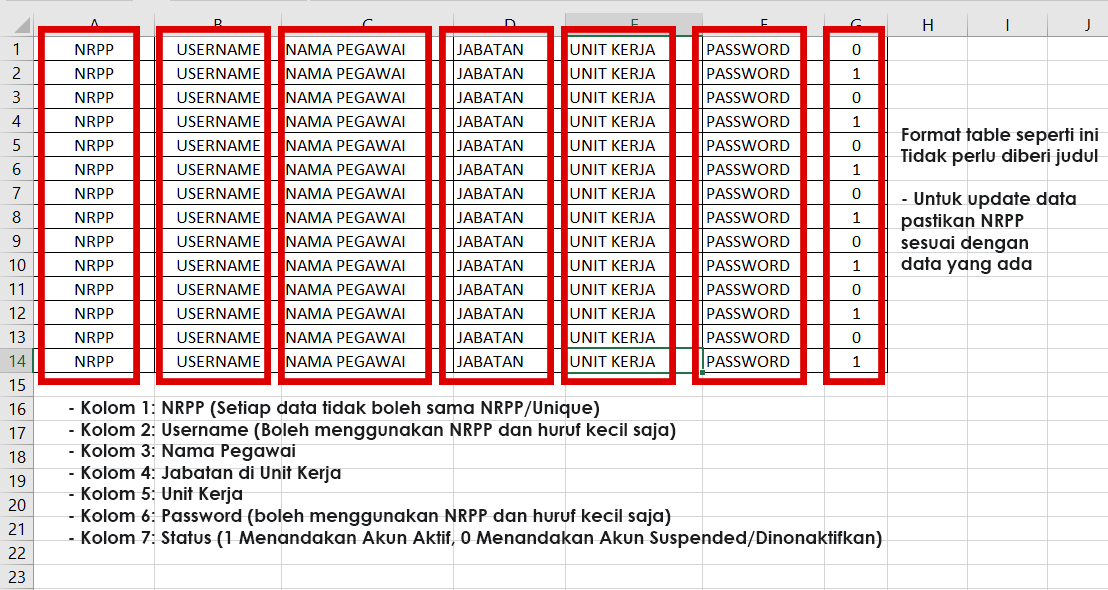 A B C D E F G H I J
1 NRPP USERNAME NAMA PEGAWAI JABATAN UNIT KERJA PASSWORD 0
2 NRPP USERNAME NAMA PEGAWAI JABATAN UNIT KERJA PASSWORD 1
3 NRPP USERNAME NAMA PEGAWAI JABATAN UNIT KERJA PASSWORD 0
4 NRPP USERNAME NAMA PEGAWAI JABATAN UNIT KERJA PASSWORD 1
5 NRPP USERNAME NAMA PEGAWAI JABATAN UNIT KERJA PASSWORD 0
6 NRPP USERNAME NAMA PEGAWAI JABATAN UNIT KERJA PASSWORD 1
7 NRPP USERNAME NAMA PEGAWAI JABATAN UNIT KERJA PASSWORD 0
8 NRPP USERNAME NAMA PEGAWAI JABATAN UNIT KERJA PASSWORD 1
9 NRPP USERNAME NAMA PEGAWAI JABATAN UNIT KERJA PASSWORD 0
10 NRPP USERNAME NAMA PEGAWAI JABATAN UNIT KERJA PASSWORD 1
11 NRPP USERNAME NAMA PEGAWAI JABATAN UNIT KERJA PASSWORD 0
12 NRPP USERNAME NAMA PEGAWAI JABATAN UNIT KERJA PASSWORD 1
13 NRPP USERNAME NAMA PEGAWAI JABATAN UNIT KERJA PASSWORD 0
14 NRPP USERNAME NAMA PEGAWAI JABATAN UNIT KERJA PASSWORD 1
Format table seperti ini
Tidak perlu diberi judul
- Untuk update data
pastikan NRPP
sesuai dengan
data yang ada
15
16
17
18
19
20
21
22
23
- Kolom 1: NRPP (Setiap data tidak boleh sama NRPP/Unique)
- Kolom 2: Username (Boleh menggunakan NRPP dan huruf kecil saja)
- Kolom 3: Nama Pegawai
- Kolom 4: Jabatan di Unit Kerja
- Kolom 5: Unit Kerja
- Kolom 6: Password (boleh menggunakan NRPP dan huruf kecil saja)
- Kolom 7: Status (1 Menandakan Akun Aktif, 0 Menandakan Akun Suspended/Dinonaktifkan)